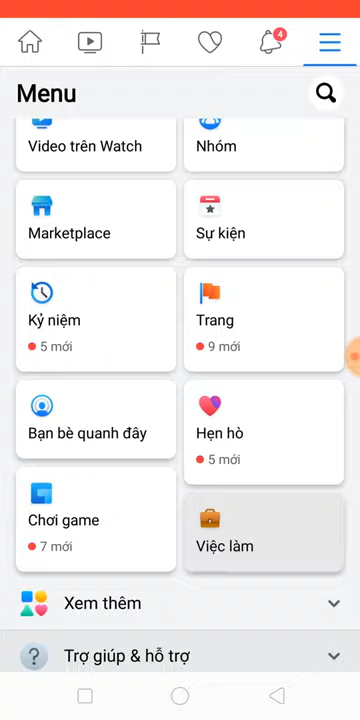 4
Menu
Video trên Watch
Nhóm
Marketplace
Sự kiện
Kỷ niệm
5 mới
Trang
9 mới
Bạn bè quanh đây
Hẹn hò
5 mới
Chơi game
7 mới
Việc làm
Xem thêm
?
Trợ giúp & hỗ trợ